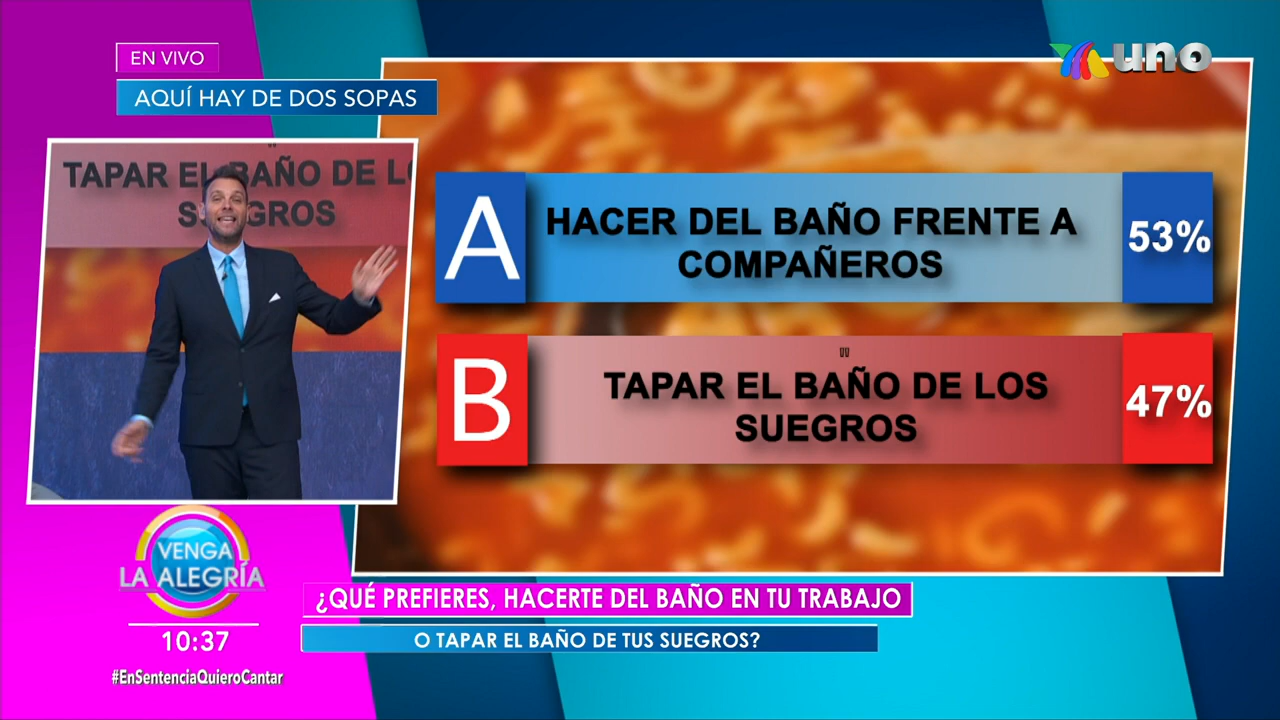 EN VIVO
AQUÍ HAY DE DOS SOPAS
uno
TAPAR EL BAÑO DE LO
SUEGROS
A
HACER DEL BAÑO FRENTE A
COMPAÑEROS
53%
B
"
TAPAR EL BAÑO DE LOS
SUEGROS
47%
VENGA
LA ALEGRÍA
10:37
#EnSentenciaQuieroCantar
¿QUÉ PREFIERES, HACERTE DEL BAÑO EN TU TRABAJO
O TAPAR EL BAÑO DE TUS SUEGROS?